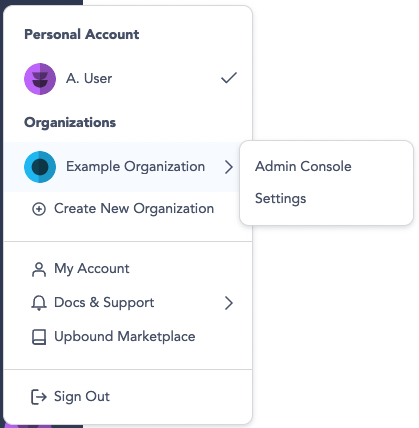 Personal Account
A. User
Organizations
Example Organization
Admin Console
Settings
Create New Organization
My Account
Docs & Support
Upbound Marketplace
Sign Out